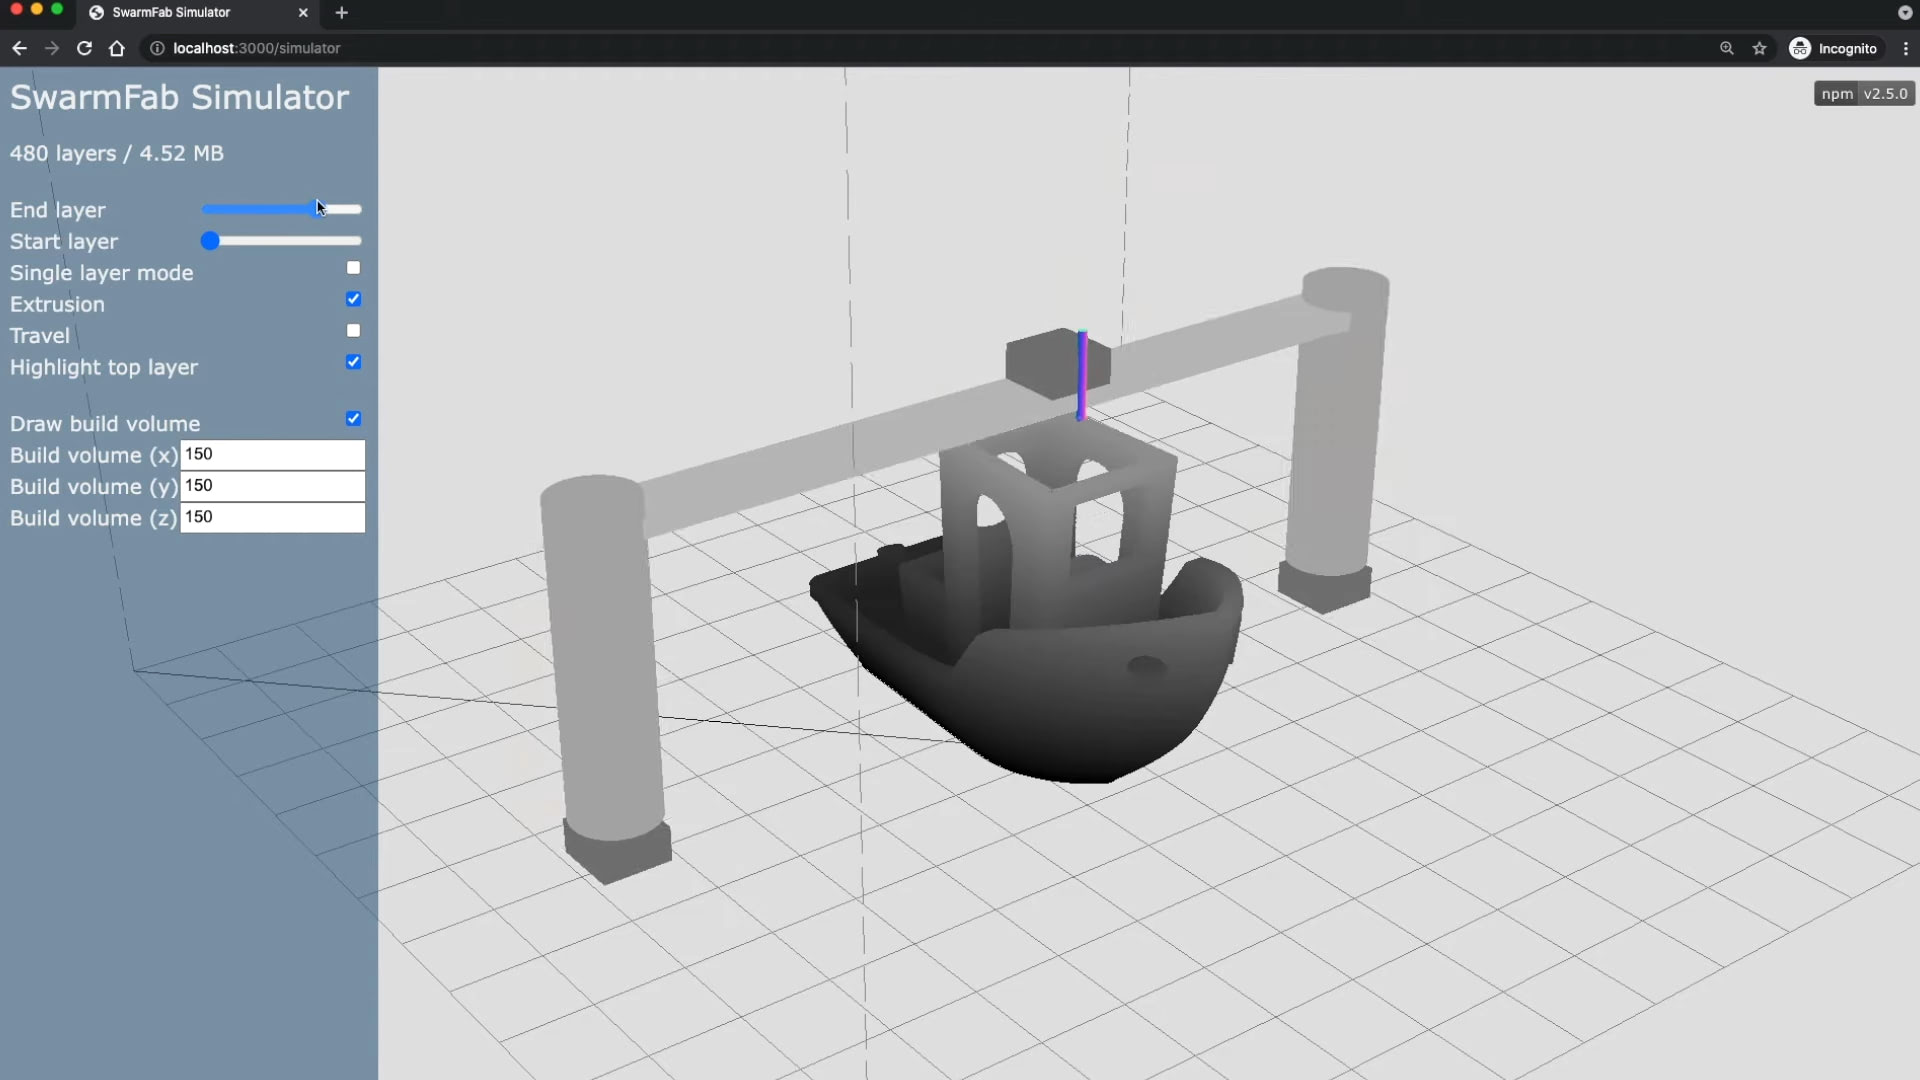 SwarmFab Simulator
localhost:3000/simulator
Incognito
SwarmFab Simulator
npm v2.5.0
480 layers / 4.52 MB
End layer
Start layer
Single layer mode
Extrusion
Travel
Highlight top layer
Draw build volume
Build volume (x) 150
Build volume (y) 150
Build volume (z) 150